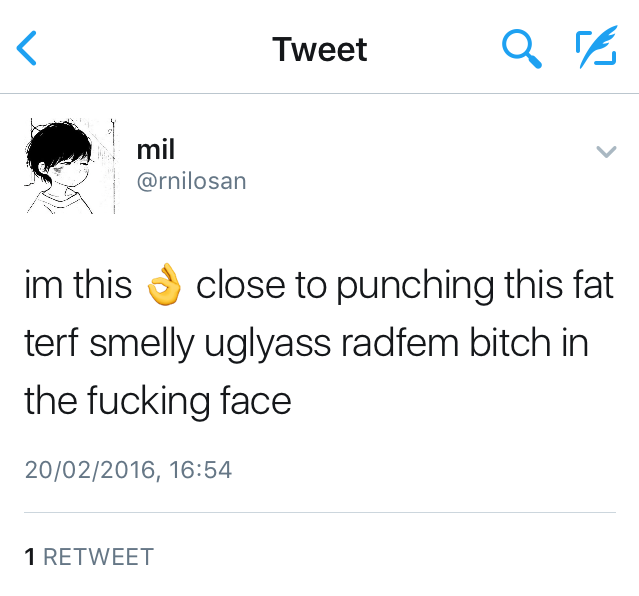 Tweet
mil
@rnilosan
im this 👌 close to punching this fat
terf smelly uglyass radfem bitch in
the fucking face
20/02/2016, 16:54
1 RETWEET